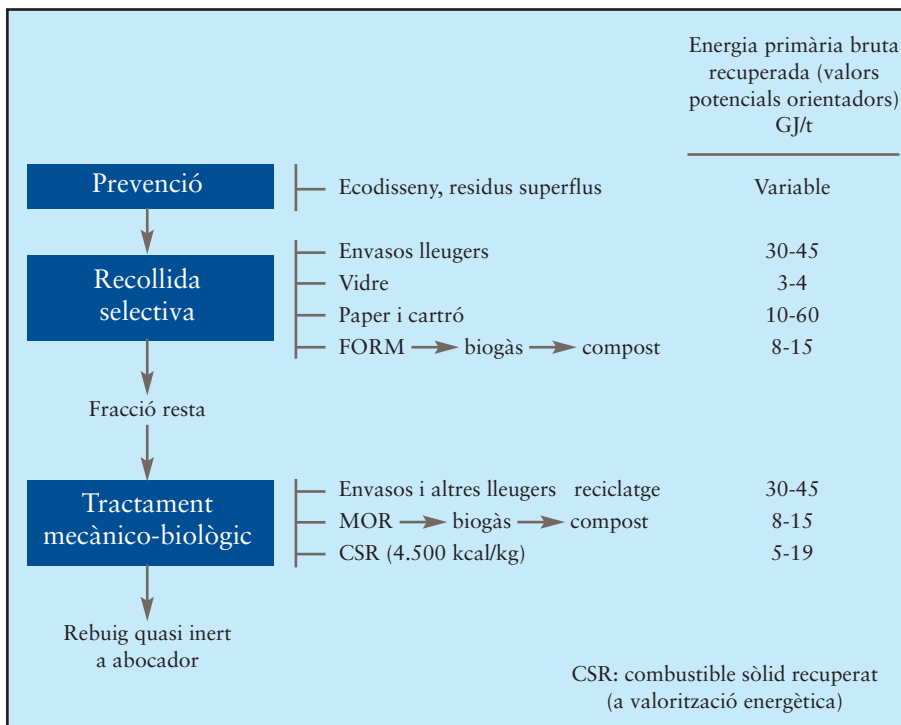 Energia primària bruta
recuperada (valors
potencials orientadors)
GJ/t
Prevenció
Ecodisseny, residus superflus
Variable
Recollida
selectiva
Envasos lleugers
30-45
Vidre
3-4
Paper i cartró
10-60
FORM biogàs compost
8-15
Fracció resta
Tractament
mecànico-biològic
Envasos i altres lleugers reciclatge
30-45
MOR biogàs compost
8-15
CSR (4.500 kcal/kg)
5-19
Rebuig quasi inert
a abocador
CSR: combustible sòlid recuperat
(a valorització energètica)